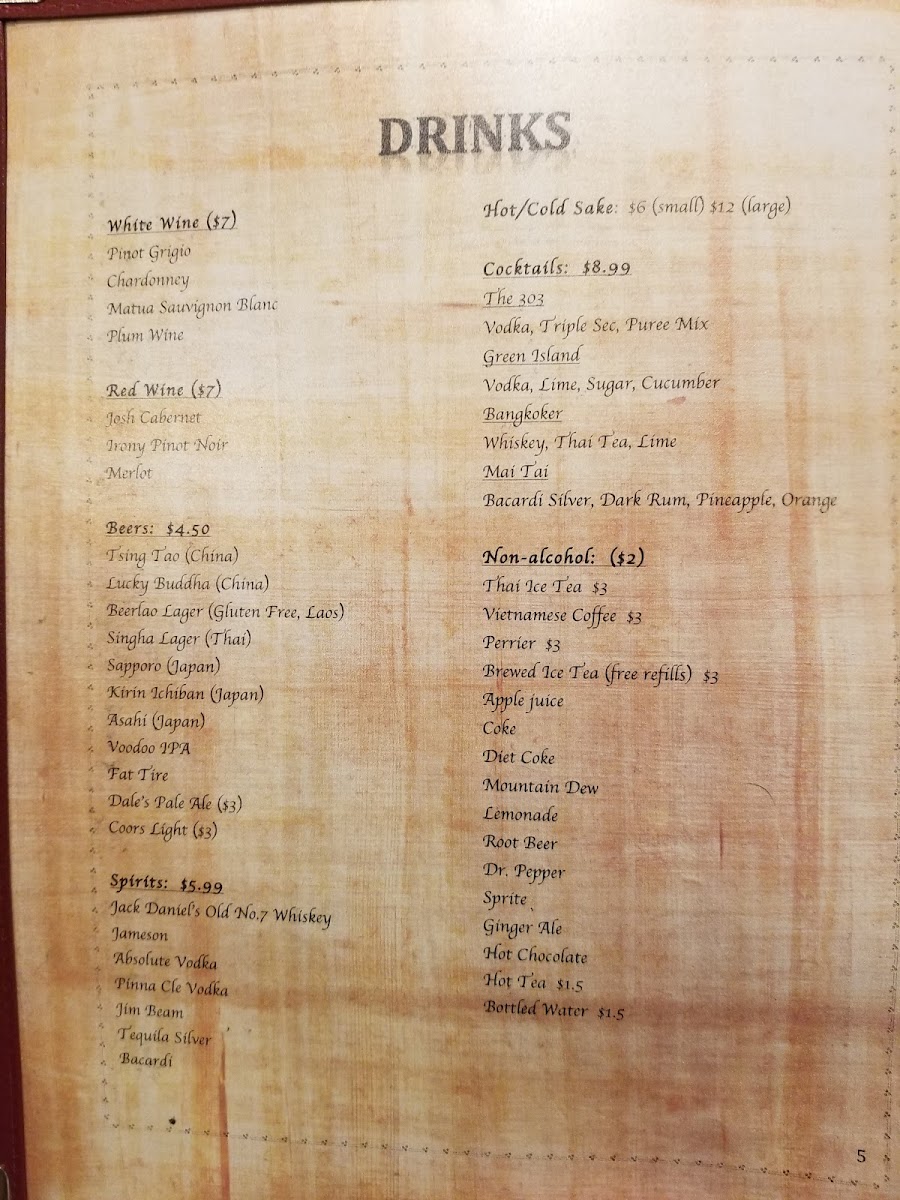 DRINKS
White Wine ($7)
Pinot Grigio
Chardonney
Matua Sauvignon Blanc
Plum Wine
Red Wine ($7)
Josh Cabernet
Irony Pinot Noir
Merlot
Beers: $4.50
Tsing Tao (China)
Lucky Buddha (China)
Beerlao Lager (Gluten Free, Laos)
Singha Lager (Thai)
Sapporo (Japan)
Kirin Ichiban (Japan)
Asahi (Japan)
Voodoo IPA
Fat Tire
Dale's Pale Ale ($3)
Coors Light ($3)
Spirits: $5.99
Jack Daniel's Old No.7 Whiskey
Jameson
Absolute Vodka
Pinna Cle Vodka
Jim Beam
Tequila Silver
Bacardi
Hot/Cold Sake: $6 (small) $12 (large)
Cocktails: $8.99
The 303
Vodka, Triple Sec, Puree Mix
Green Island
Vodka, Lime, Sugar, Cucumber
Bangkoker
Whiskey, Thai Tea, Lime
Mai Tai
Bacardi Silver, Dark Rum, Pineapple, Orange
Non-alcohol: ($2)
Thai Ice Tea $3
Vietnamese Coffee $3
Perrier $3
Brewed Ice Tea (free refills) $3
Apple juice
Coke
Diet Coke
Mountain Dew
Lemonade
Root Beer
Dr. Pepper
Sprite
Ginger Ale
Hot Chocolate
Hot Tea $1.5
Bottled Water $1.5
5